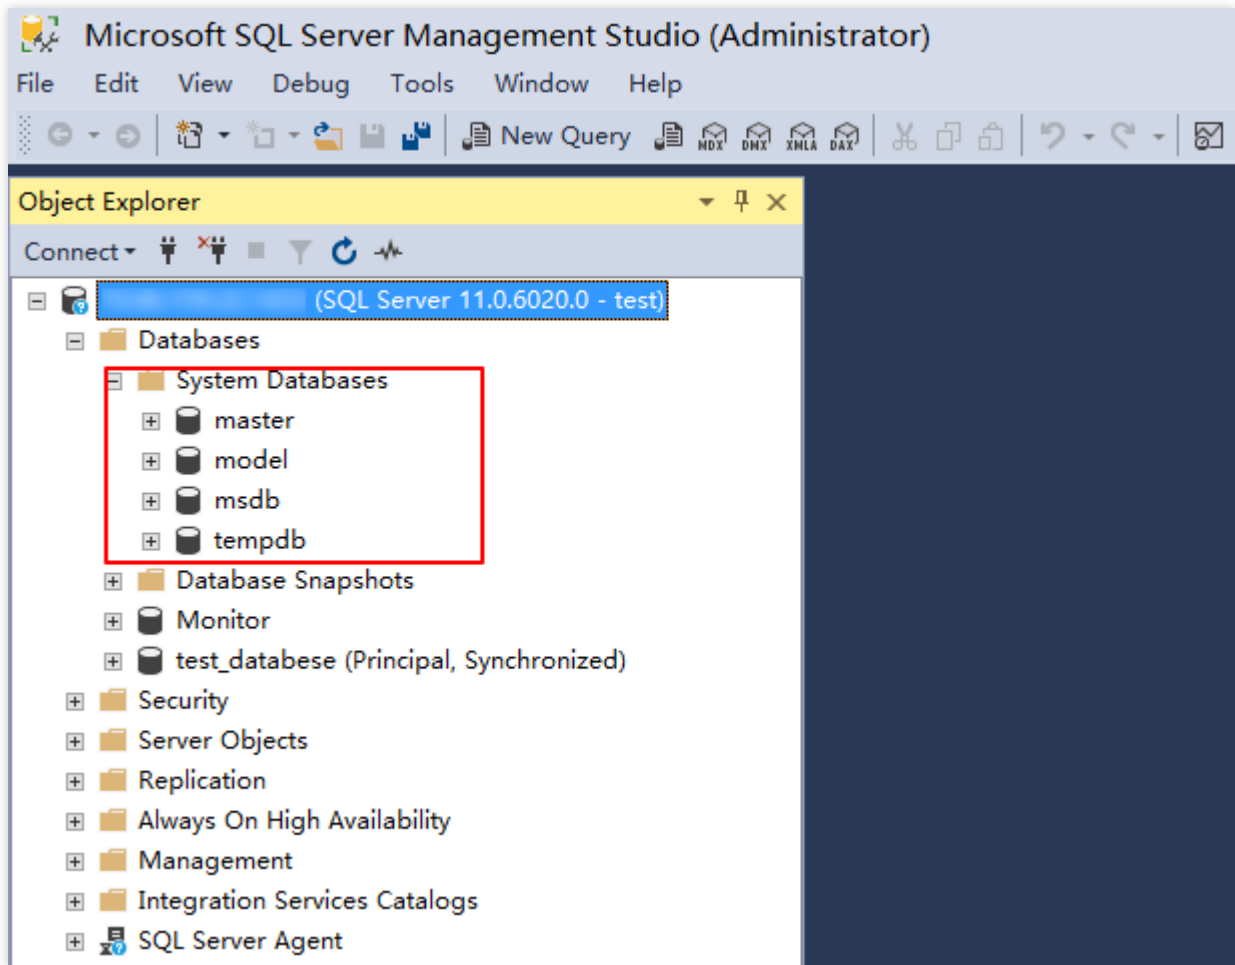 Microsoft SQL Server Management Studio (Administrator)
File Edit View Debug Tools Window Help
New Query MDX DMX XMLA DAX
Object Explorer
Connect
(SQL Server 11.0.6020.0 - test)
Databases
System Databases
master
model
msdb
tempdb
Database Snapshots
Monitor
test_databese (Principal, Synchronized)
Security
Server Objects
Replication
Always On High Availability
Management
Integration Services Catalogs
SQL Server Agent